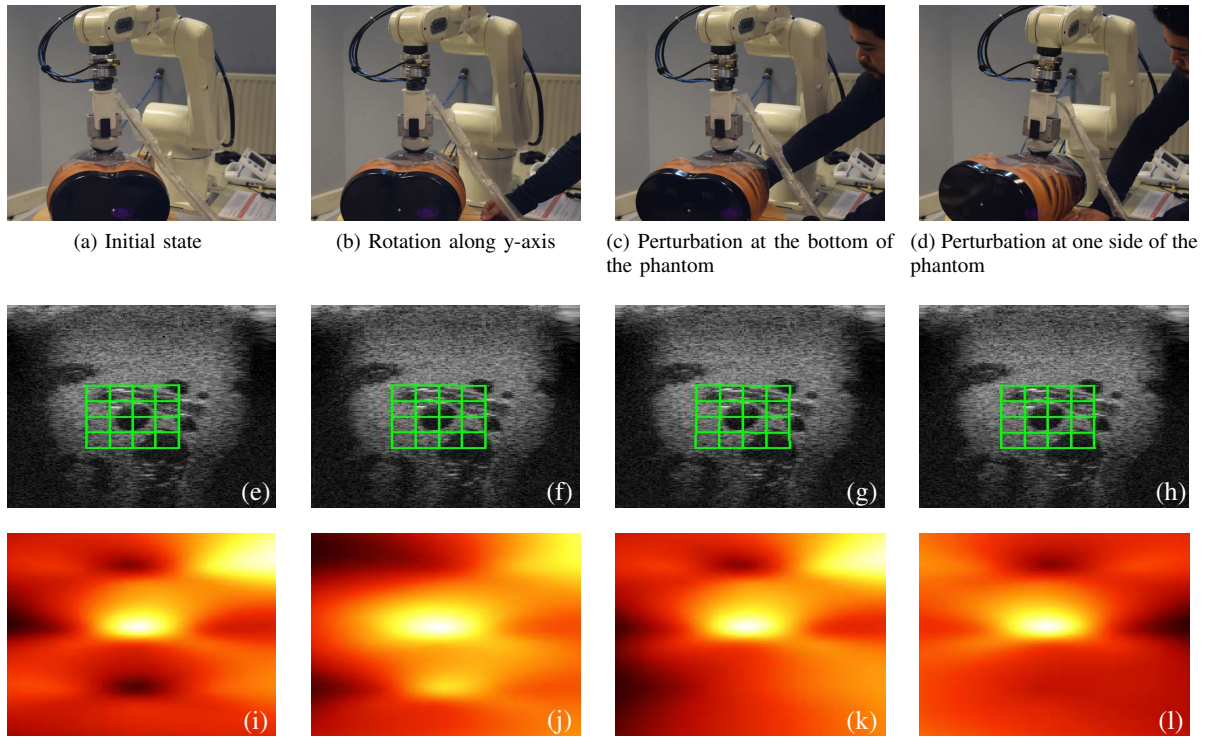 (a) Initial state
(b) Rotation along y-axis
(c) Perturbation at the bottom of
the phantom
(d) Perturbation at one side of the
phantom
(e)
(f)
(g)
(h)
(i)
(j)
(k)
(l)